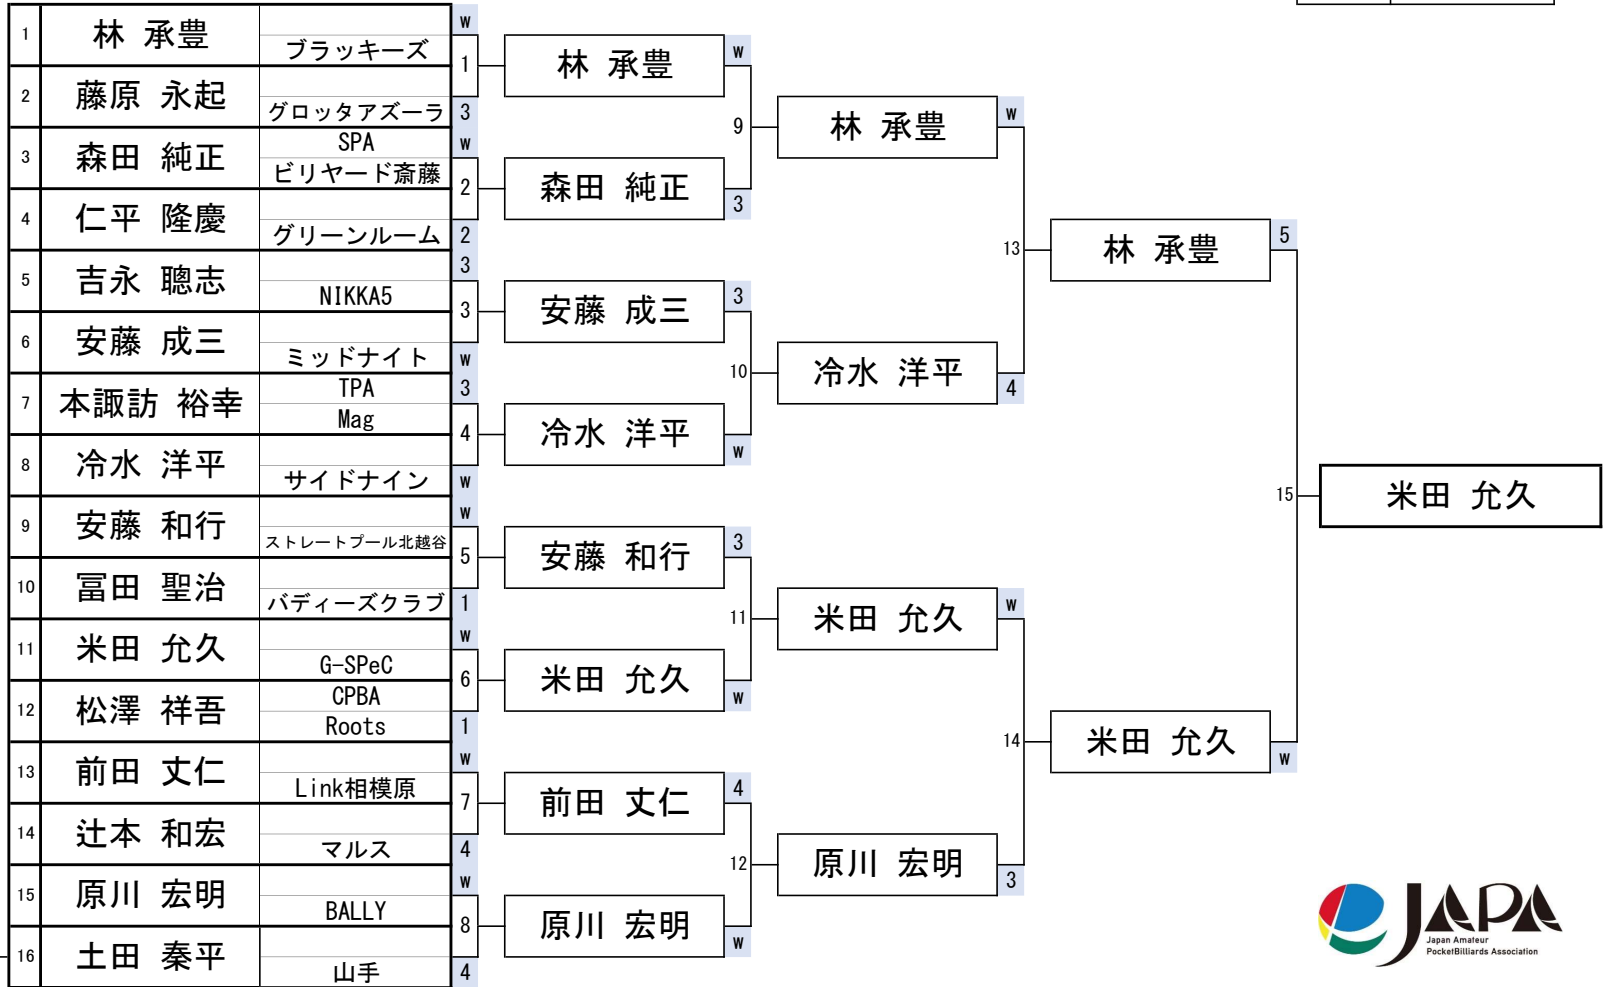 1 林 承豊 ブラッキーズ W
2 藤原 永起 グロッタアズーラ 3
1
3 森田 純正 SPA ビリヤード斎藤 W
4 仁平 隆慶 グリーンルーム 2
2
5 吉永 聰志 NIKKA5 3
6 安藤 成三 ミッドナイト W
3
7 本諏訪 裕幸 TPA Mag 3
8 冷水 洋平 サイドナイン W
4
9 安藤 和行 ストレートプール北越谷 W
10 冨田 聖治 バディーズクラブ 1
5
11 米田 允久 G-SPeC W
12 松澤 祥吾 CPBA Roots 1
6
13 前田 丈仁 Link相模原 W
14 辻本 和宏 マルス 4
7
15 原川 宏明 BALLY W
16 土田 秦平 山手 4
8
林 承豊 W
9
森田 純正 3
安藤 成三 3
10
冷水 洋平 W
安藤 和行 3
11
米田 允久 W
前田 丈仁 4
12
原川 宏明 W
林 承豊 W
13
冷水 洋平 4
米田 允久 W
14
原川 宏明 3
林 承豊 5
15
米田 允久 W
米田 允久
JAPA
Japan Amateur
PocketBilliards Association